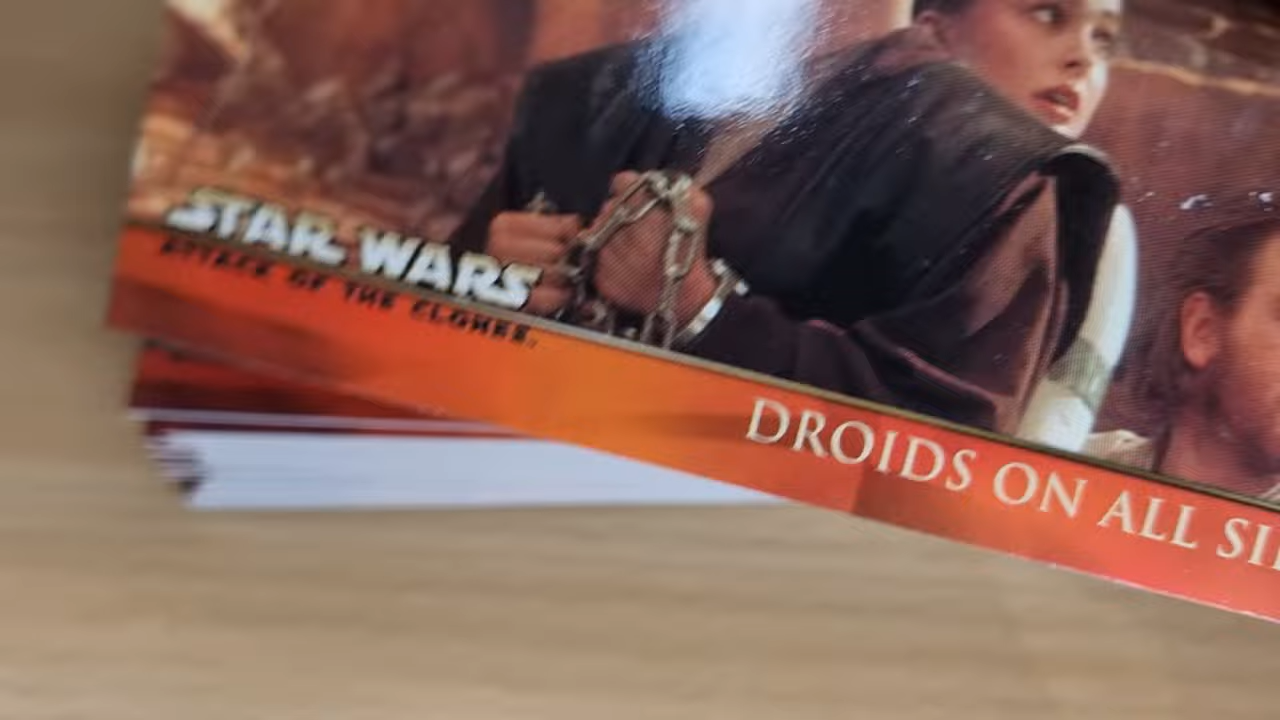 STAR WARS
ATTACK OF THE CLONES
DROIDS ON ALL SI